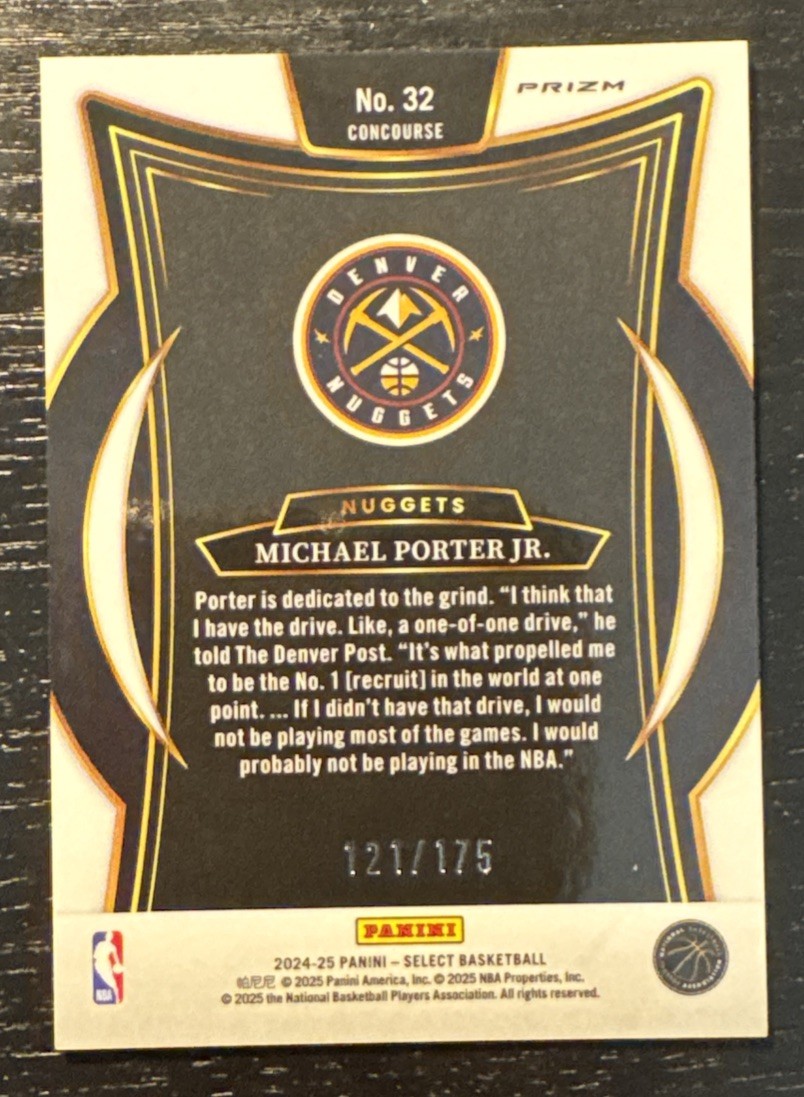 No. 32
CONCOURSE
PRIZM
DENVER
NUGGETS
NUGGETS
MICHAEL PORTER JR.
Porter is dedicated to the grind. “I think that
I have the drive. Like, a one-of-one drive,” he
told The Denver Post. “It’s what propelled me
to be the No. 1 [recruit] in the world at one
point. ... If I didn’t have that drive, I would
not be playing most of the games. I would
probably not be playing in the NBA.”
121/175
PANINI
2024-25 PANINI – SELECT BASKETBALL
帕尼尼 © 2025 Panini America, Inc. © 2025 NBA Properties, Inc.
© 2025 the National Basketball Players Association. All rights reserved.
NBA
NATIONAL BASKETBALL
PLAYERS ASSOCIATION